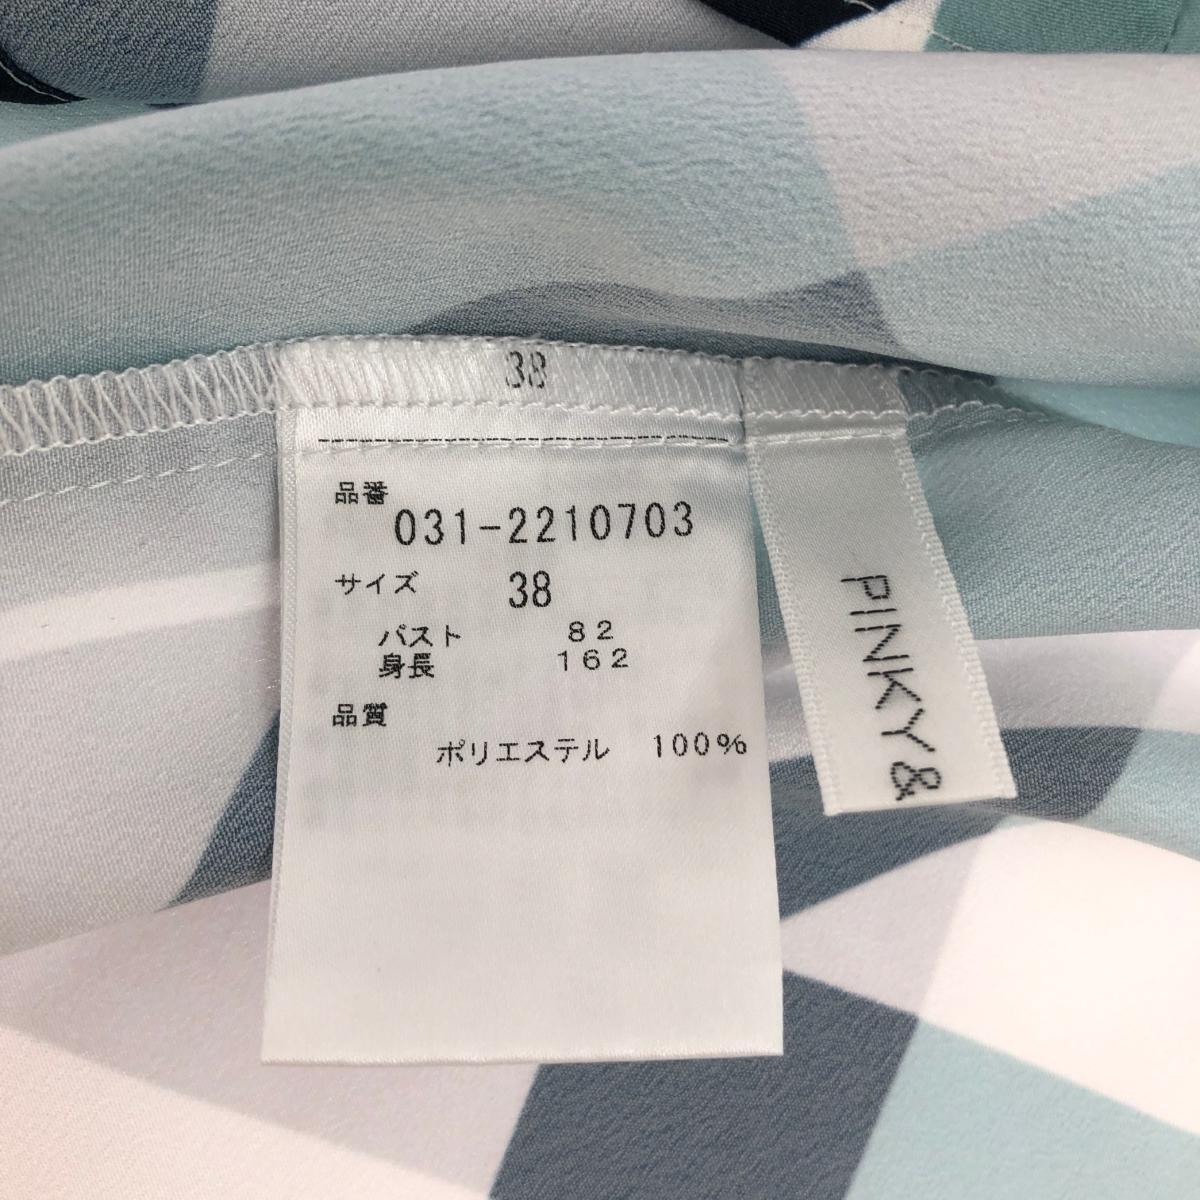 38
品番
031-2210703
サイズ 38
バスト 82
身長 162
品質
ポリエステル 100%
PINKY &